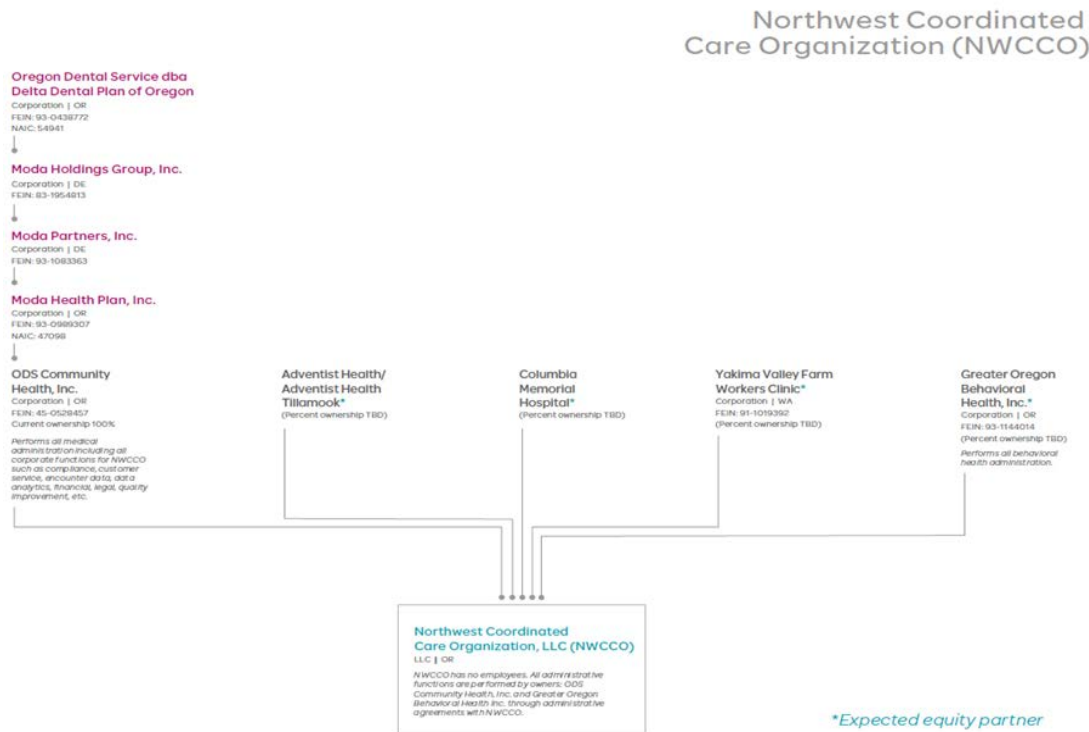 Northwest Coordinated
Care Organization (NWCCO)
Oregon Dental Service dba
Delta Dental Plan of Oregon
Corporation | OR
FEIN: 93-0438772
NAIC: 54941
Moda Holdings Group, Inc.
Corporation | DE
FEIN: 83-1954813
Moda Partners, Inc.
Corporation | DE
FEIN: 93-1083363
Moda Health Plan, Inc.
Corporation | OR
FEIN: 93-0989307
NAIC: 47098
ODS Community
Health, Inc.
Corporation | OR
FEIN: 45-0528457
Current ownership 100%
Performs all medical
administration including all
corporate functions for NWCCO
such as compliance, customer
service, encounter data, data
analytics, financial, legal, quality
improvement, etc.
Adventist Health/
Adventist Health
Tillamook*
(Percent ownership TBD)
Columbia
Memorial
Hospital*
(Percent ownership TBD)
Yakima Valley Farm
Workers Clinic*
Corporation | WA
FEIN: 91-1019392
(Percent ownership TBD)
Greater Oregon
Behavioral
Health, Inc.*
Corporation | OR
FEIN: 93-1144014
(Percent ownership TBD)
Performs all behavioral
health administration.
Northwest Coordinated
Care Organization, LLC (NWCCO)
LLC | OR
NWCCO has no employees. All administrative
functions are performed by owners: ODS
Community Health, Inc. and Greater Oregon
Behavioral Health Inc. through administrative
agreements with NWCCO.
*Expected equity partner